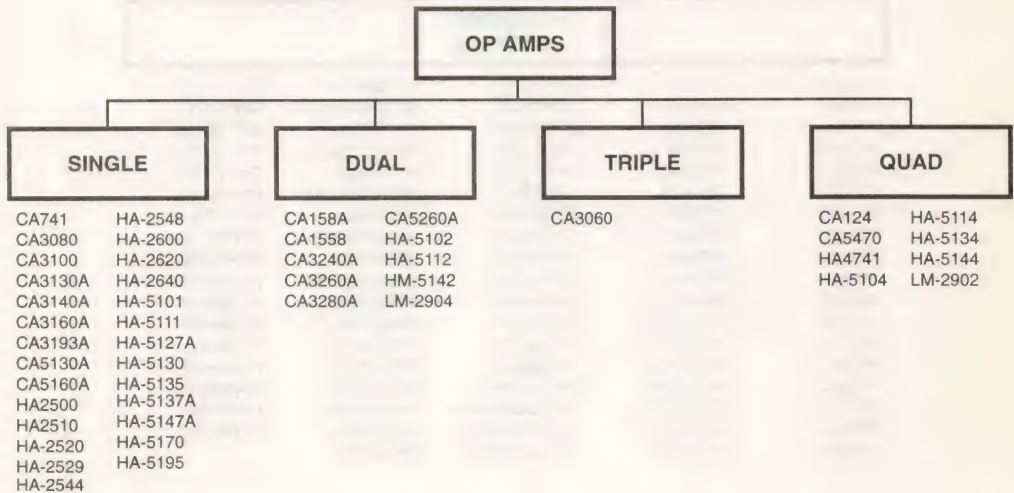 OP AMPS
SINGLE
DUAL
TRIPLE
QUAD
CA741 HA-2548
CA3080 HA-2600
CA3100 HA-2620
CA3130A HA-2640
CA3140A HA-5101
CA3160A HA-5111
CA3193A HA-5127A
CA5130A HA-5130
CA5160A HA-5135
HA2500 HA-5137A
HA2510 HA-5147A
HA-2520 HA-5170
HA-2529 HA-5195
HA-2544
CA158A CA5260A
CA1558 HA-5102
CA3240A HA-5112
CA3260A HM-5142
CA3280A LM-2904
CA3060
CA124 HA-5114
CA5470 HA-5134
HA4741 HA-5144
HA-5104 LM-2902